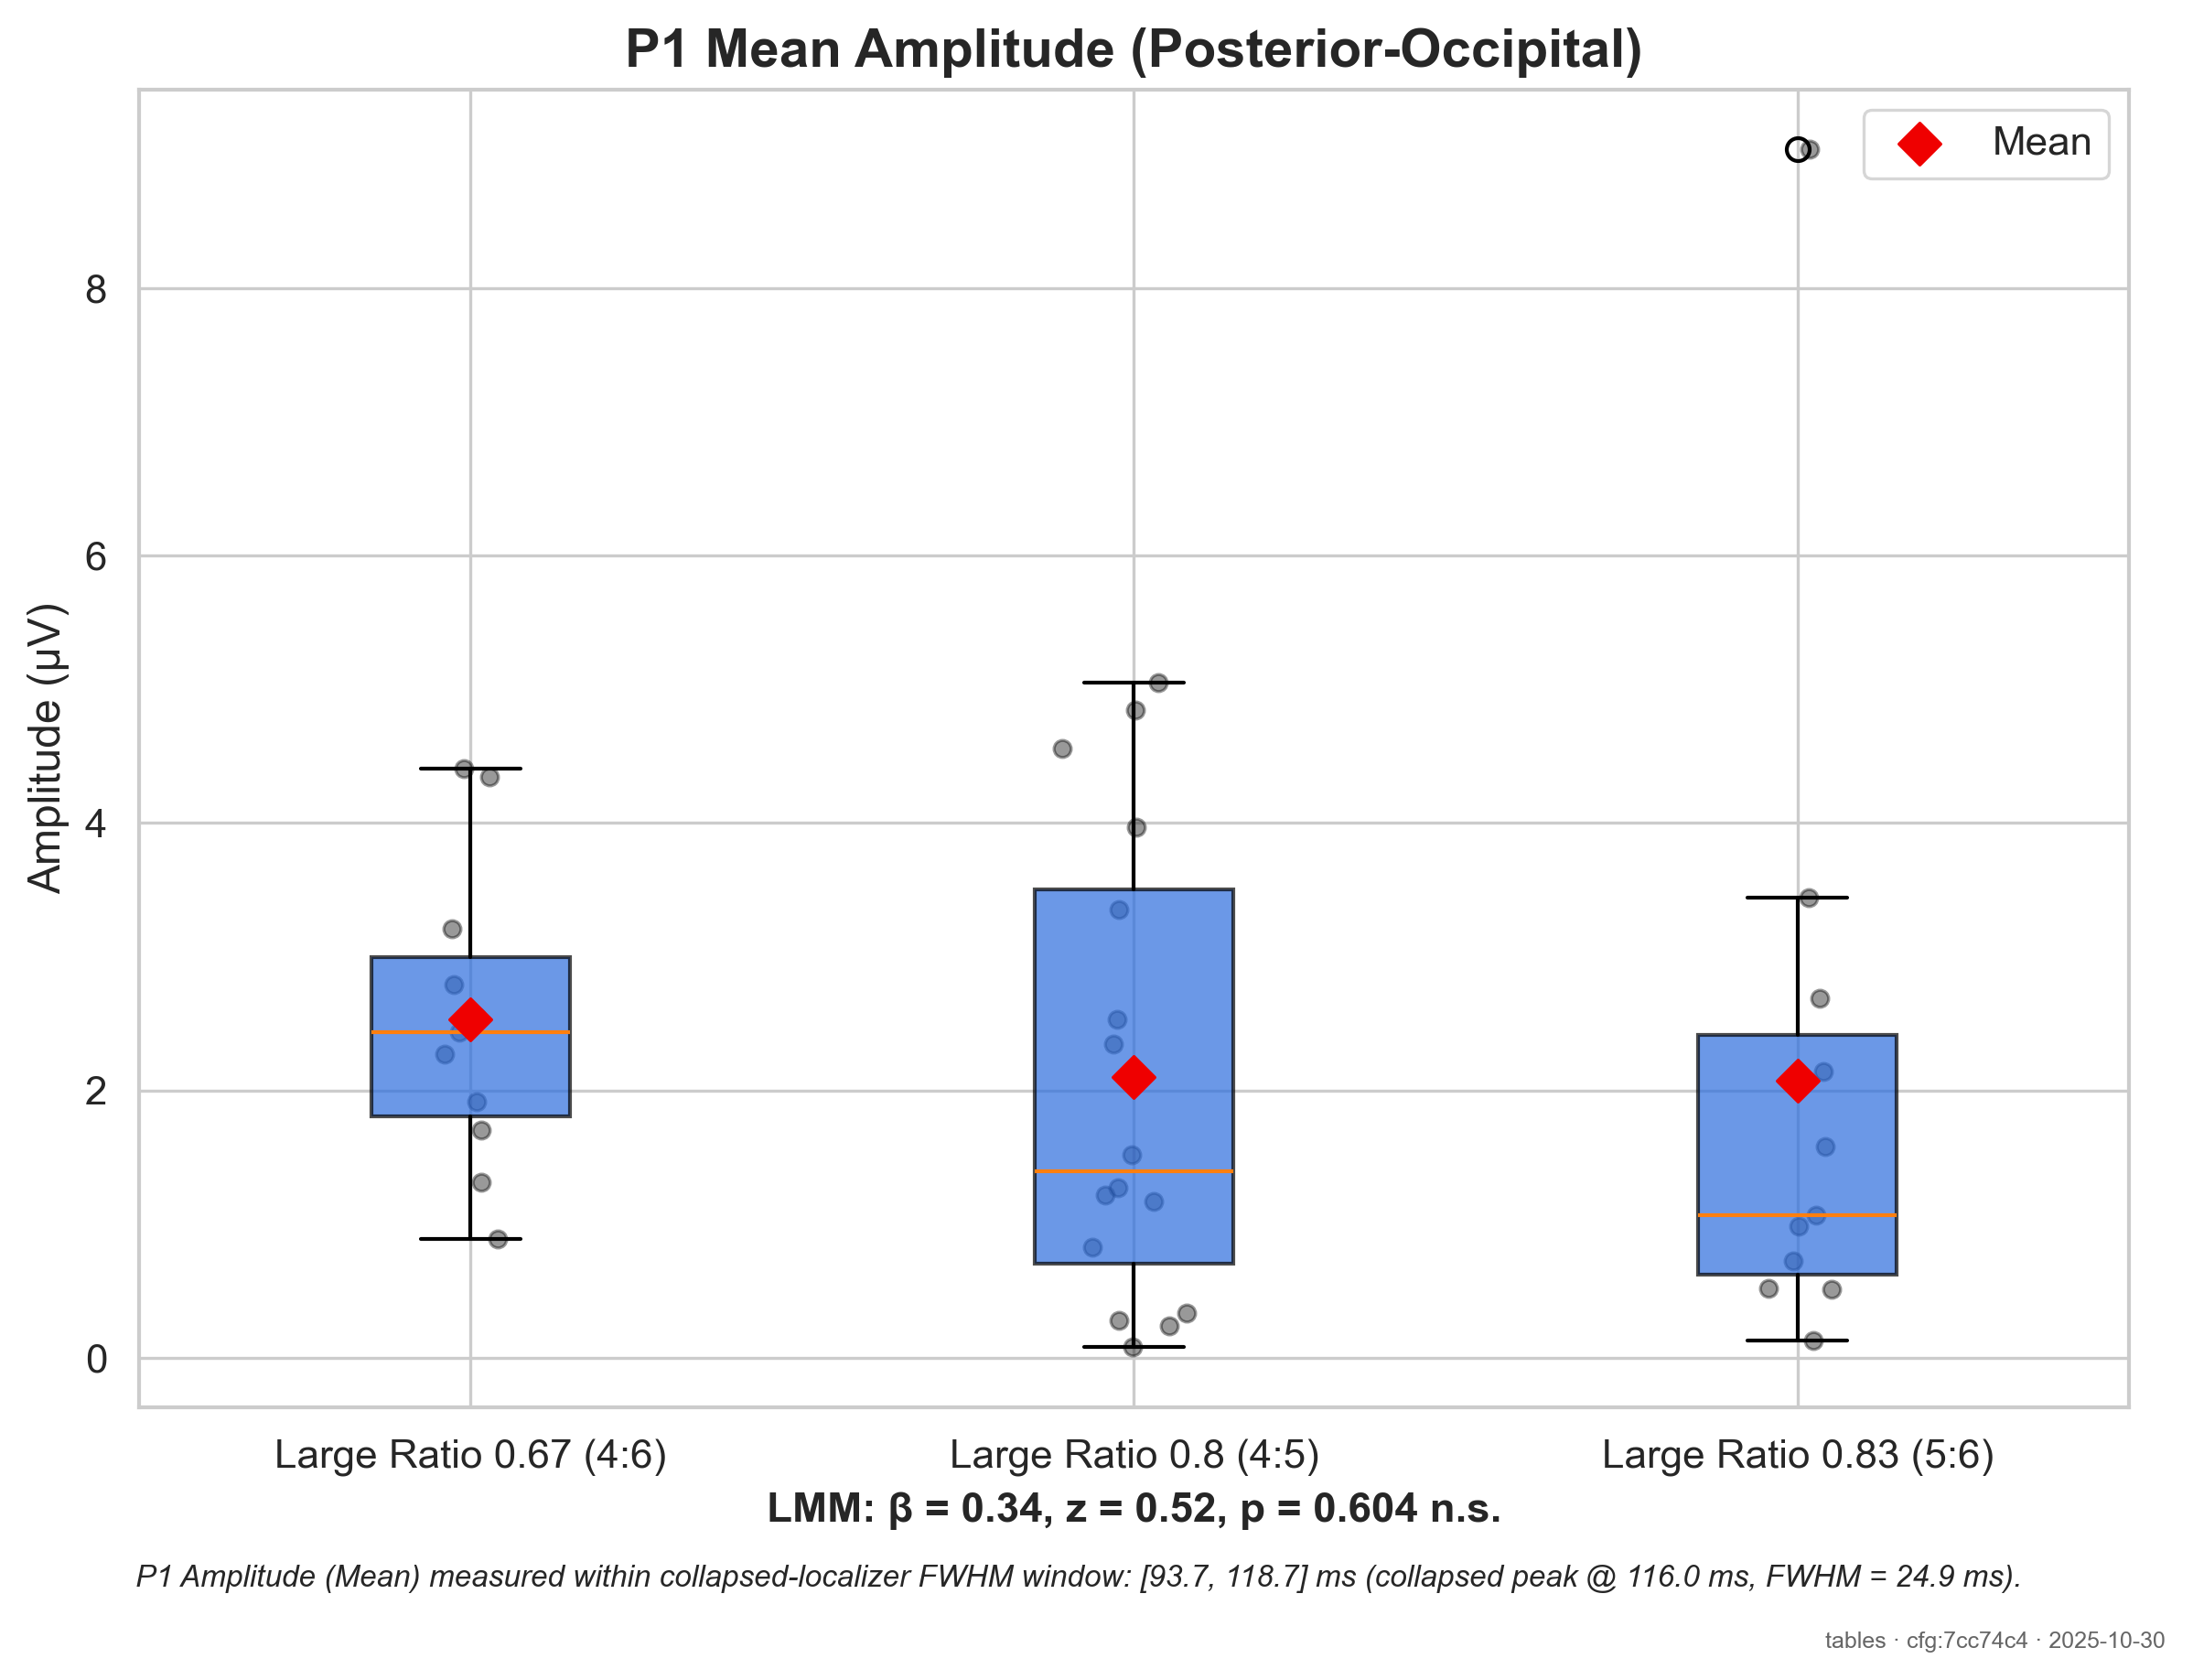 P1 Mean Amplitude (Posterior-Occipital)
Mean
Amplitude (µV)
8
6
4
2
0
Large Ratio 0.67 (4:6)
Large Ratio 0.8 (4:5)
Large Ratio 0.83 (5:6)
LMM: β = 0.34, z = 0.52, p = 0.604 n.s.
P1 Amplitude (Mean) measured within collapsed-localizer FWHM window: [93.7, 118.7] ms (collapsed peak @ 116.0 ms, FWHM = 24.9 ms).
tables · cfg:7cc74c4 · 2025-10-30